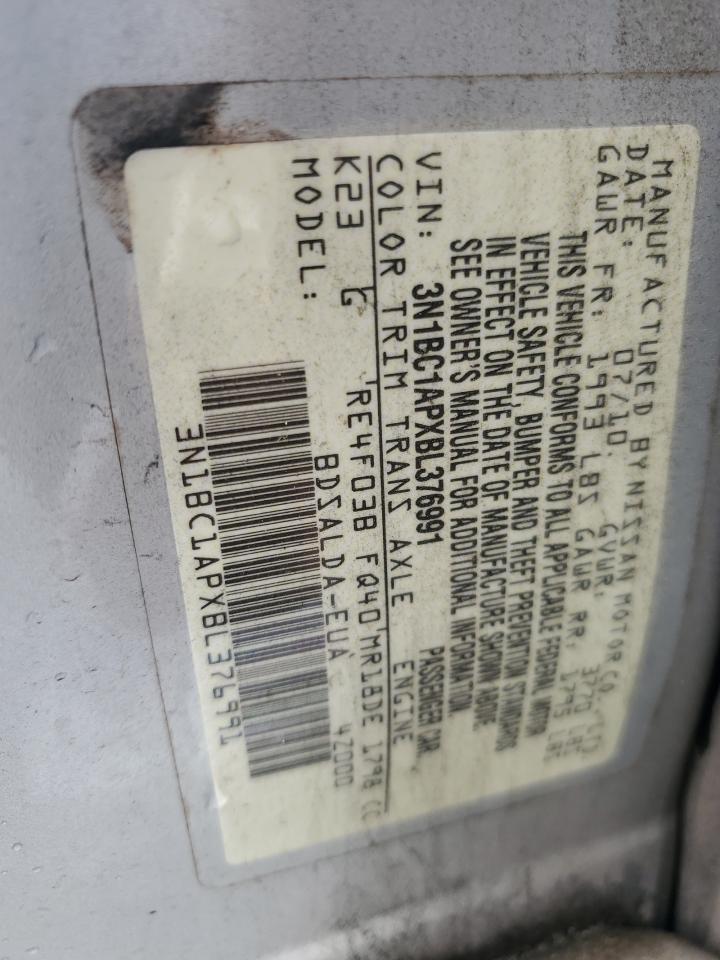 MANUFACTURED BY NISSAN MOTOR CO., LTD.
DATE: 07/10. GVWR: 3770 LBS
GAWR FR: 1993 LBS GAWR RR: 1795 LBS
THIS VEHICLE CONFORMS TO ALL APPLICABLE FEDERAL MOTOR
VEHICLE SAFETY, BUMPER AND THEFT PREVENTION STANDARDS
IN EFFECT ON THE DATE OF MANUFACTURE SHOWN ABOVE.
SEE OWNER'S MANUAL FOR ADDITIONAL INFORMATION.
VIN: 3N1BC1APXBL376991 PASSENGER CAR
COLOR TRIM TRANS AXLE ENGINE
K23 G RE4F03B FQ40 MR18DE 1798 CC
MODEL: BDSALDA-EUA 4Z000
3N1BC1APXBL376991